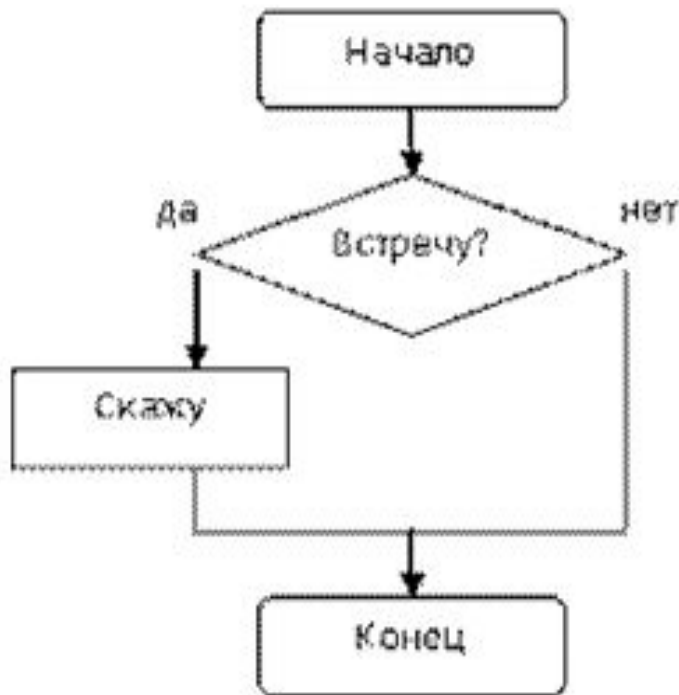 Начало
да
Встречу?
нет
Скажу
Конец